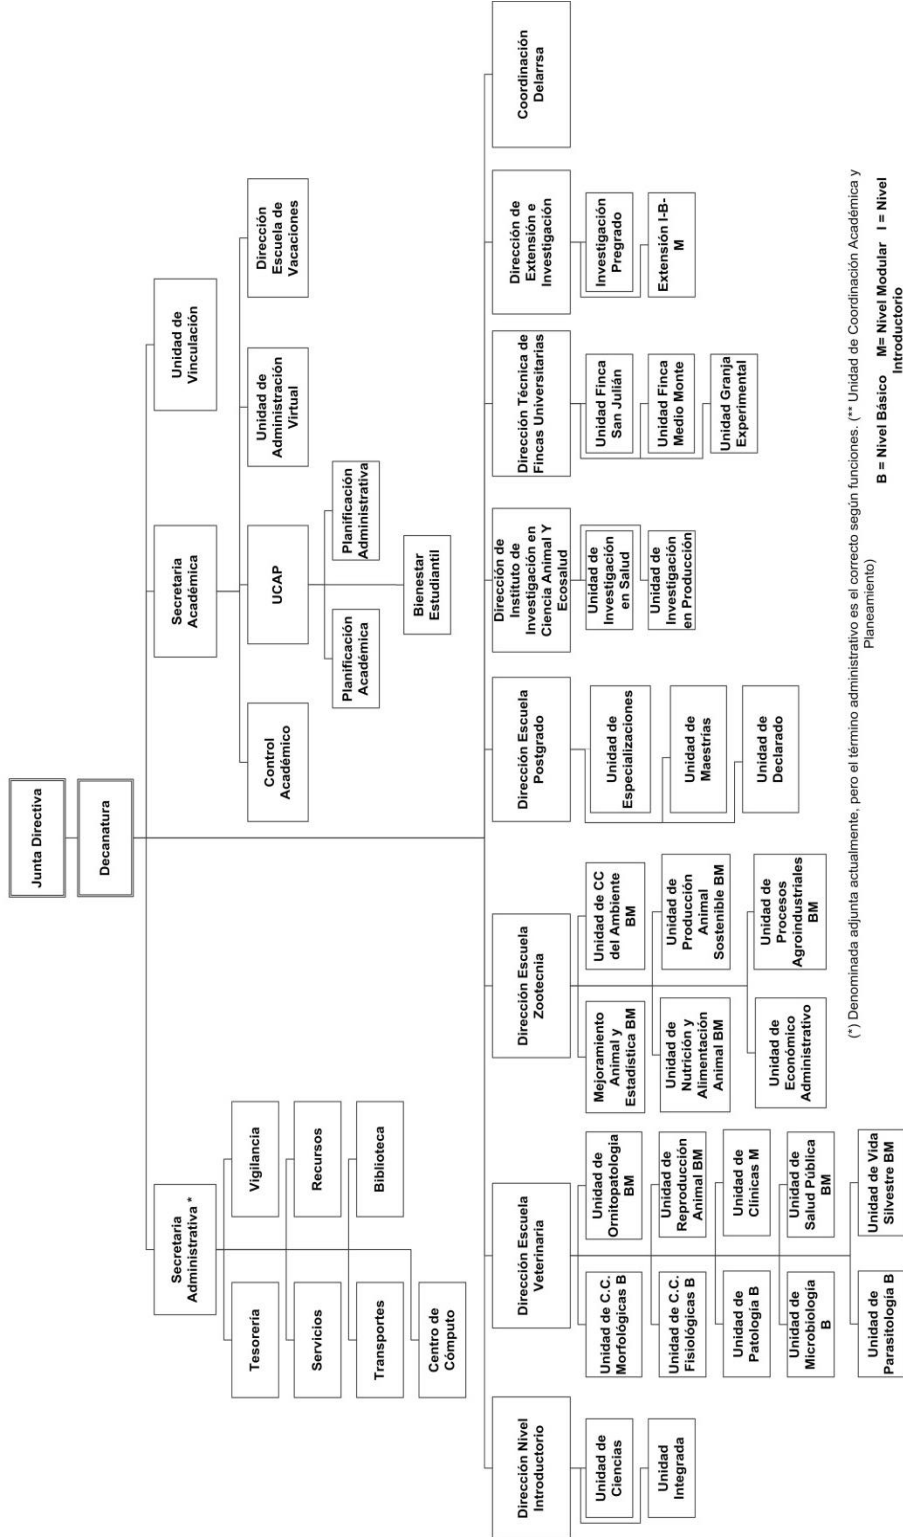 Junta Directiva
Decanatura
Secretaria
Administrativa *
Secretaria
Académica
Unidad de
Vinculación
Tesorería
Vigilancia
Servicios
Recursos
Transportes
Biblioteca
Centro de
Cómputo
Control
Académico
UCAP
Unidad de
Administración
Virtual
Dirección
Escuela de
Vacaciones
Planificación
Académica
Planificación
Administrativa
Bienestar
Estudiantil
Dirección Nivel
Introductorio
Unidad de
Ciencias
Unidad
Integrada
Dirección Escuela
Veterinaria
Unidad de C.C.
Morfológicas B
Unidad de
Ornitopatología
BM
Unidad de C.C.
Fisiológicas B
Unidad de
Reproducción
Animal BM
Unidad de
Patología B
Unidad de
Clínicas M
Unidad de
Microbiología
B
Unidad de
Salud Pública
BM
Unidad de
Parasitología B
Unidad de Vida
Silvestre BM
Dirección Escuela
Zootecnia
Mejoramiento
Animal y
Estadística BM
Unidad de CC
del Ambiente
BM
Unidad de
Nutrición y
Alimentación
Animal BM
Unidad de
Producción
Animal
Sostenible BM
Unidad de
Económico
Administrativo
Unidad de
Procesos
Agroindustriales
BM
Dirección Escuela
Postgrado
Unidad de
Especializaciones
Unidad de
Maestrías
Unidad de
Declarado
Dirección de
Instituto de
Investigación en
Ciencia Animal Y
Ecosalud
Unidad de
Investigación
en Salud
Unidad de
Investigación
en Producción
Dirección Técnica de
Fincas Universitarias
Unidad Finca
San Julián
Unidad Finca
Medio Monte
Unidad Granja
Experimental
Dirección de
Extensión e
Investigación
Investigación
Pregrado
Extensión I-B-
M
Coordinación
Delarrsa
(*) Denominada adjunta actualmente, pero el término administrativo es el correcto según funciones. (** Unidad de Coordinación Académica y
Planeamiento)
B = Nivel Básico M= Nivel Modular I = Nivel
Introductorio